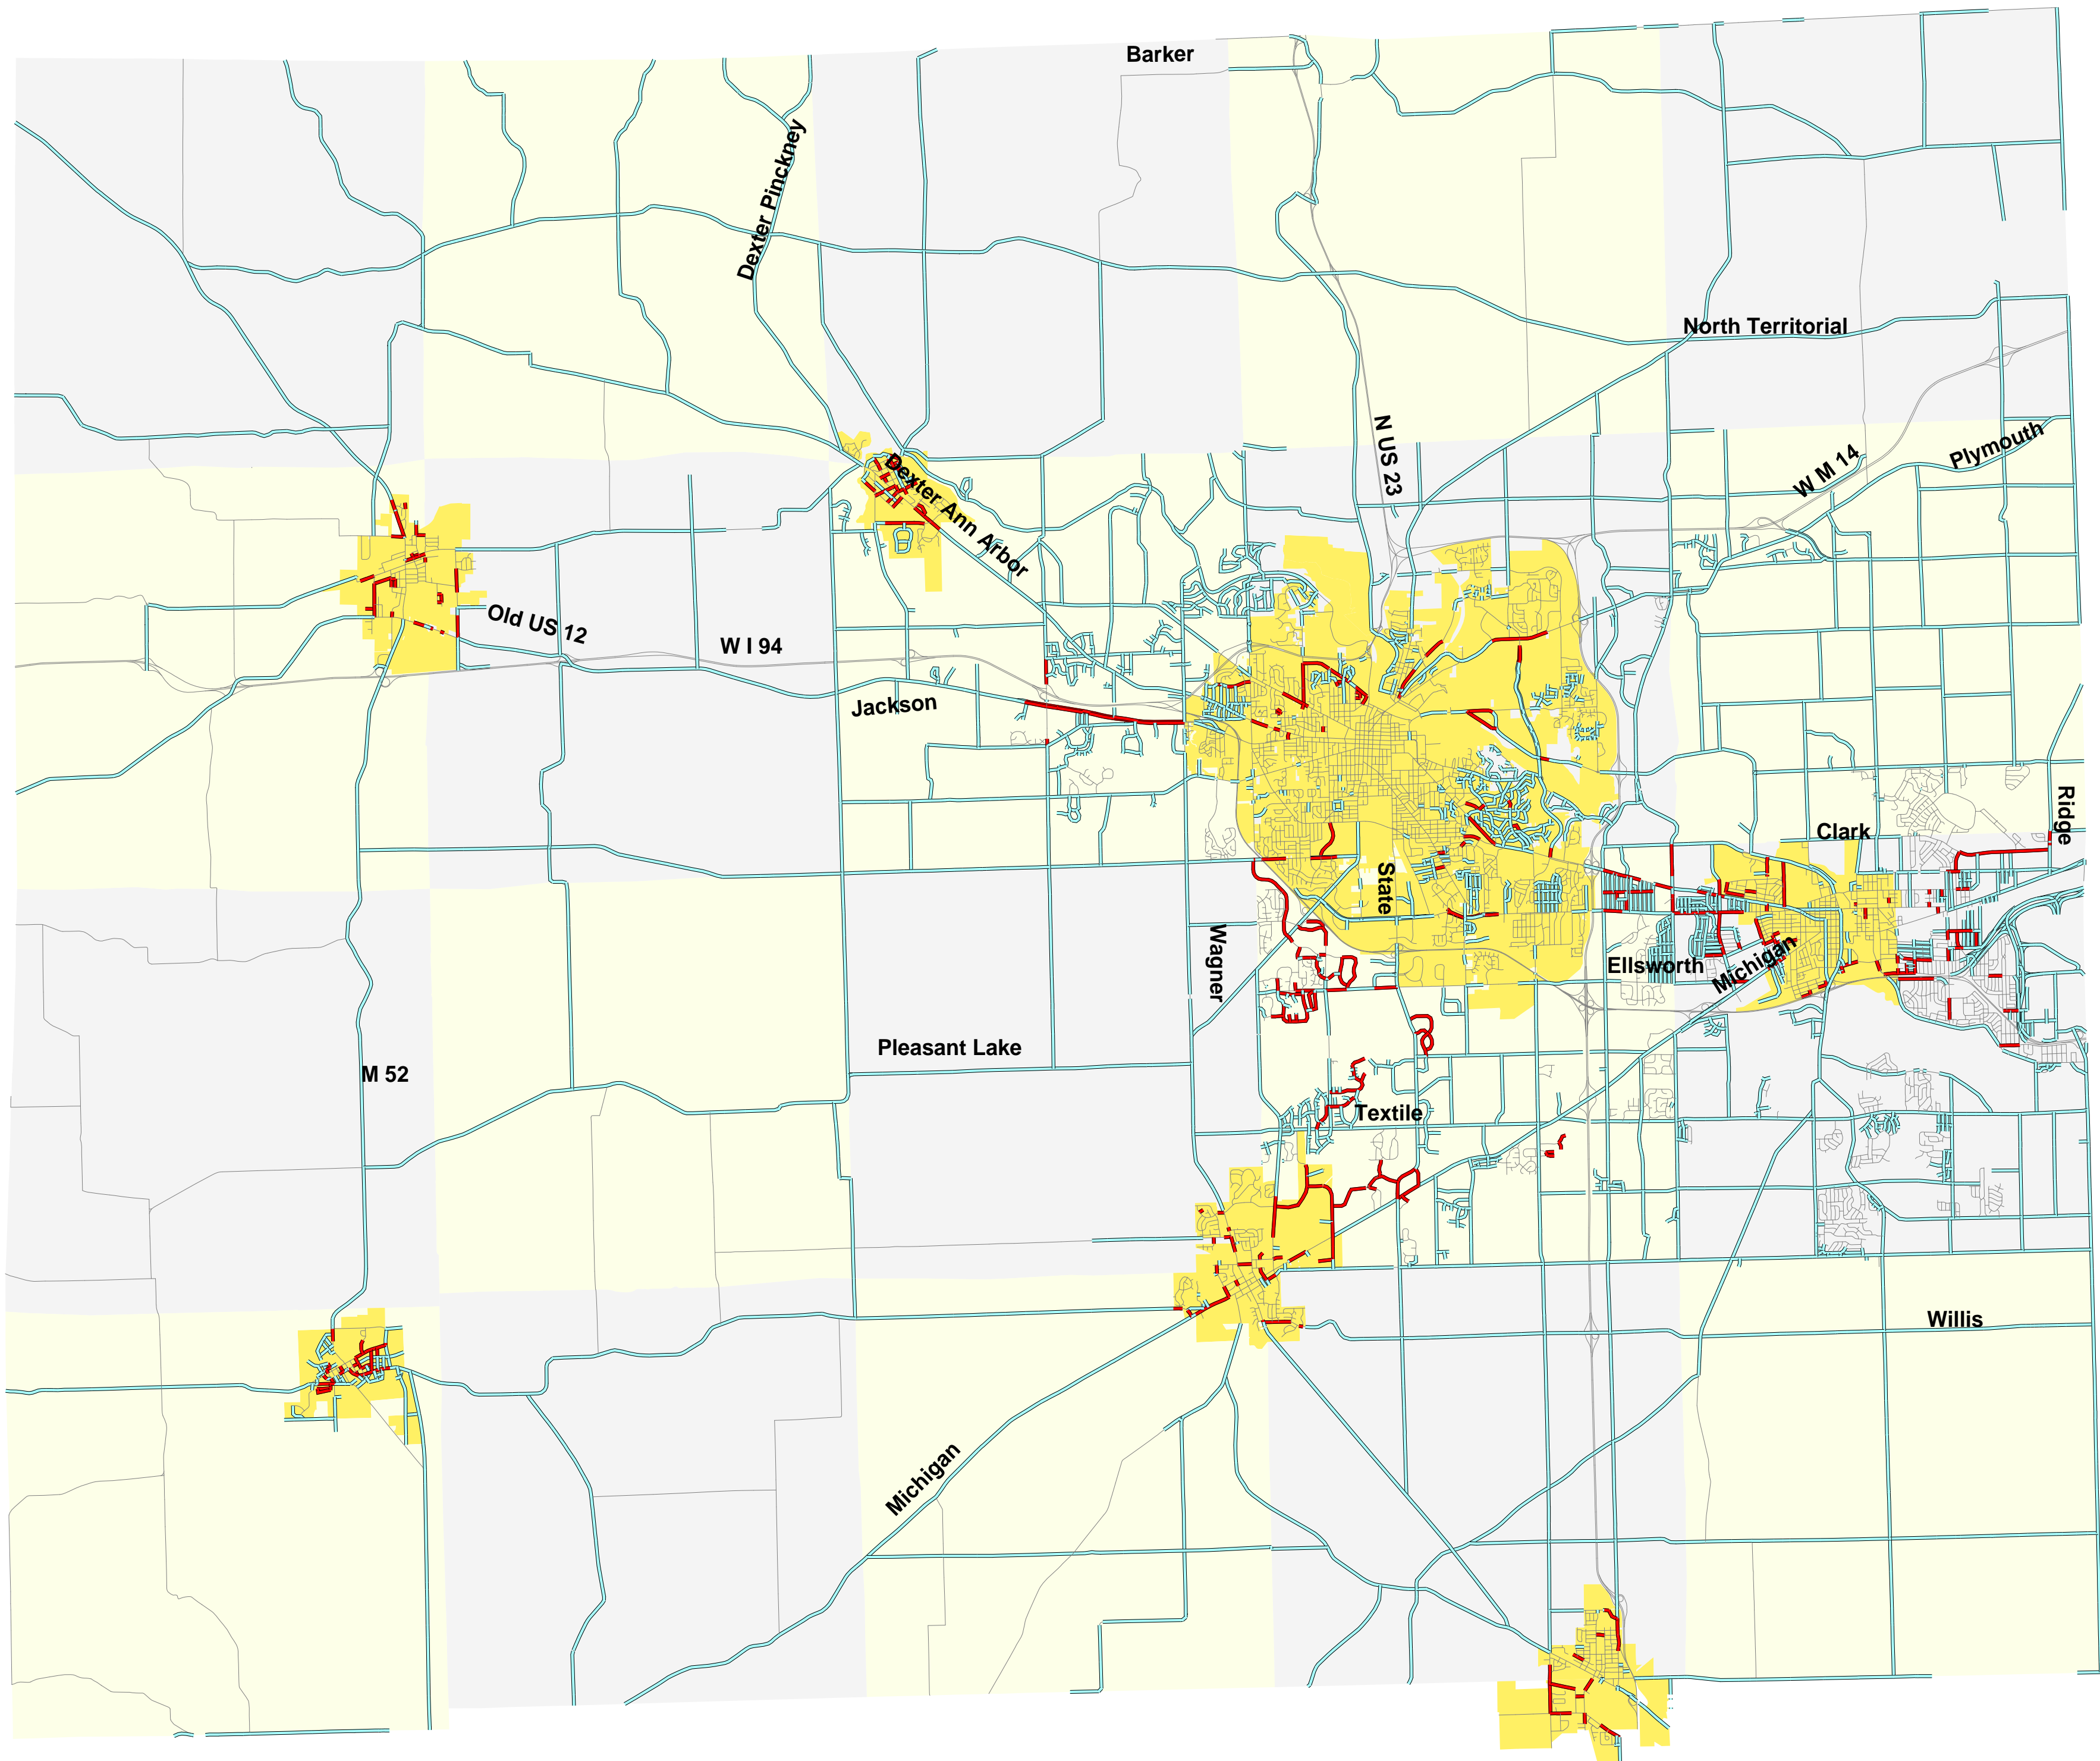 Barker
Dexter Pinckney
North Territorial
N US 23
W M 14
Plymouth
Dexter Ann Arbor
Old US 12
W I 94
Jackson
Ridge
Clark
State
Wagner
Ellsworth
Michigan
Pleasant Lake
M 52
Textile
Willis
Michigan